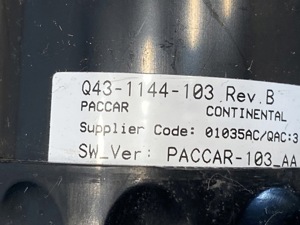 Q43-1144-103 Rev.B
PACCAR CONTINENTAL
Supplier Code: 01035AC/QAC:3
SW_Ver: PACCAR-103_AA